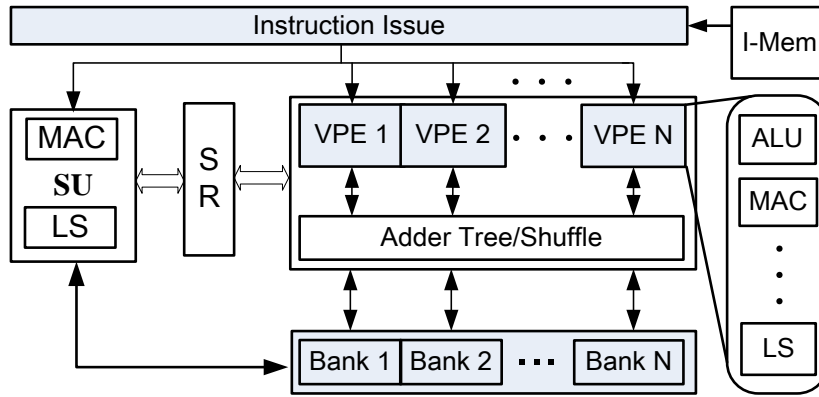 Instruction Issue
I-Mem
MAC
SU
LS
S
R
VPE 1
VPE 2
VPE N
Adder Tree/Shuffle
Bank 1
Bank 2
Bank N
ALU
MAC
LS